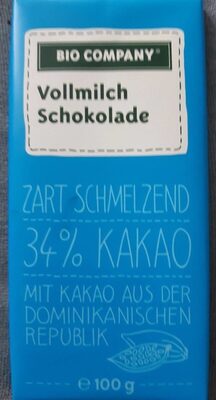 BIO COMPANY®
Vollmilch
Schokolade
ZART SCHMELZEND
34% KAKAO
MIT KAKAO AUS DER
DOMINIKANISCHEN
REPUBLIK
℮ 100 g